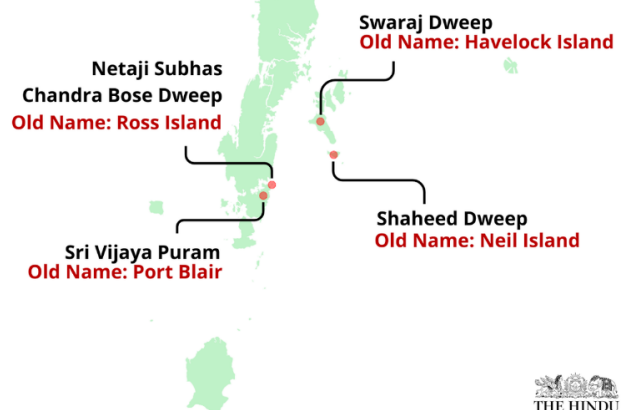 Swaraj Dweep
Old Name: Havelock Island
Netaji Subhas
Chandra Bose Dweep
Old Name: Ross Island
Shaheed Dweep
Old Name: Neil Island
Sri Vijaya Puram
Old Name: Port Blair
THE HINDU